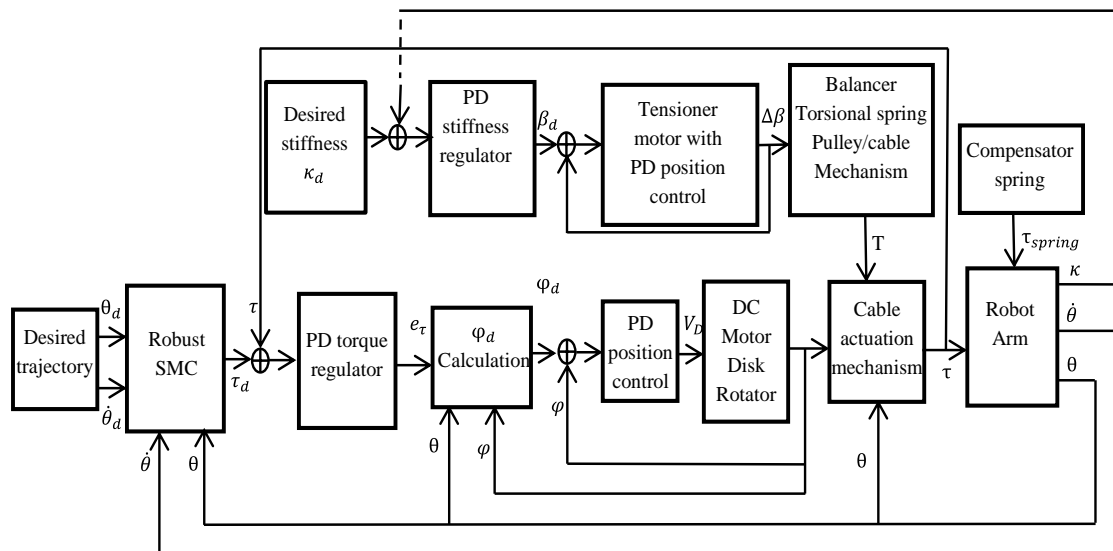 Desired
stiffness
κ_d
PD
stiffness
regulator
β_d
Tensioner
motor with
PD position
control
Δβ
Balancer
Torsional spring
Pulley/cable
Mechanism
Compensator
spring
T
τ_spring
κ
θ̇
θ
Desired
trajectory
θ_d
θ̇_d
Robust
SMC
τ
τ_d
PD torque
regulator
e_τ
φ_d
φ_d
Calculation
φ
PD
position
control
V_D
DC
Motor
Disk
Rotator
Cable
actuation
mechanism
τ
Robot
Arm
θ̇
θ
θ
φ
θ